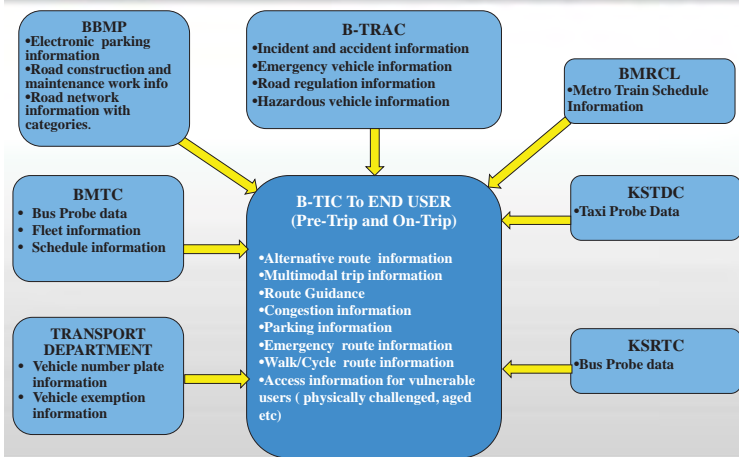 BBMP
•Electronic parking
information
•Road construction and
maintenance work info
•Road network
information with
categories.
B-TRAC
•Incident and accident information
•Emergency vehicle information
•Road regulation information
•Hazardous vehicle information
BMRCL
•Metro Train Schedule
Information
BMTC
• Bus Probe data
• Fleet information
• Schedule information
B-TIC To END USER
(Pre-Trip and On-Trip)
•Alternative route information
•Multimodal trip information
•Route Guidance
•Congestion information
•Parking information
•Emergency route information
•Walk/Cycle route information
•Access information for vulnerable
users ( physically challenged, aged
etc)
KSTDC
•Taxi Probe Data
TRANSPORT
DEPARTMENT
• Vehicle number plate
information
• Vehicle exemption
information
KSRTC
•Bus Probe data